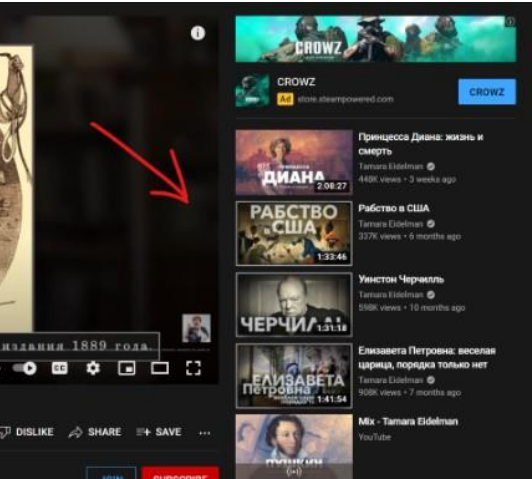 CROWZ
CROWZ
Ad store.steampowered.com
CROWZ
ДИАНА
2:08:27
Принцесса Диана: жизнь и
смерть
Tamara Eidelman
448K views • 3 weeks ago
РАБСТВО
в США
1:33:46
Рабство в США
Tamara Eidelman
337K views • 6 months ago
1:31:18
Уинстон Черчилль
Tamara Eidelman
598K views • 10 months ago
ЕЛИЗАВЕТА
Петровна
1:41:54
Елизавета Петровна: веселая
царица, порядка только нет
Tamara Eidelman
908K views • 7 months ago
ПУШКИН
Mix - Tamara Eidelman
YouTube
издания 1889 года.
CC
DISLIKE SHARE SAVE ...
JOIN SUBSCRIBE